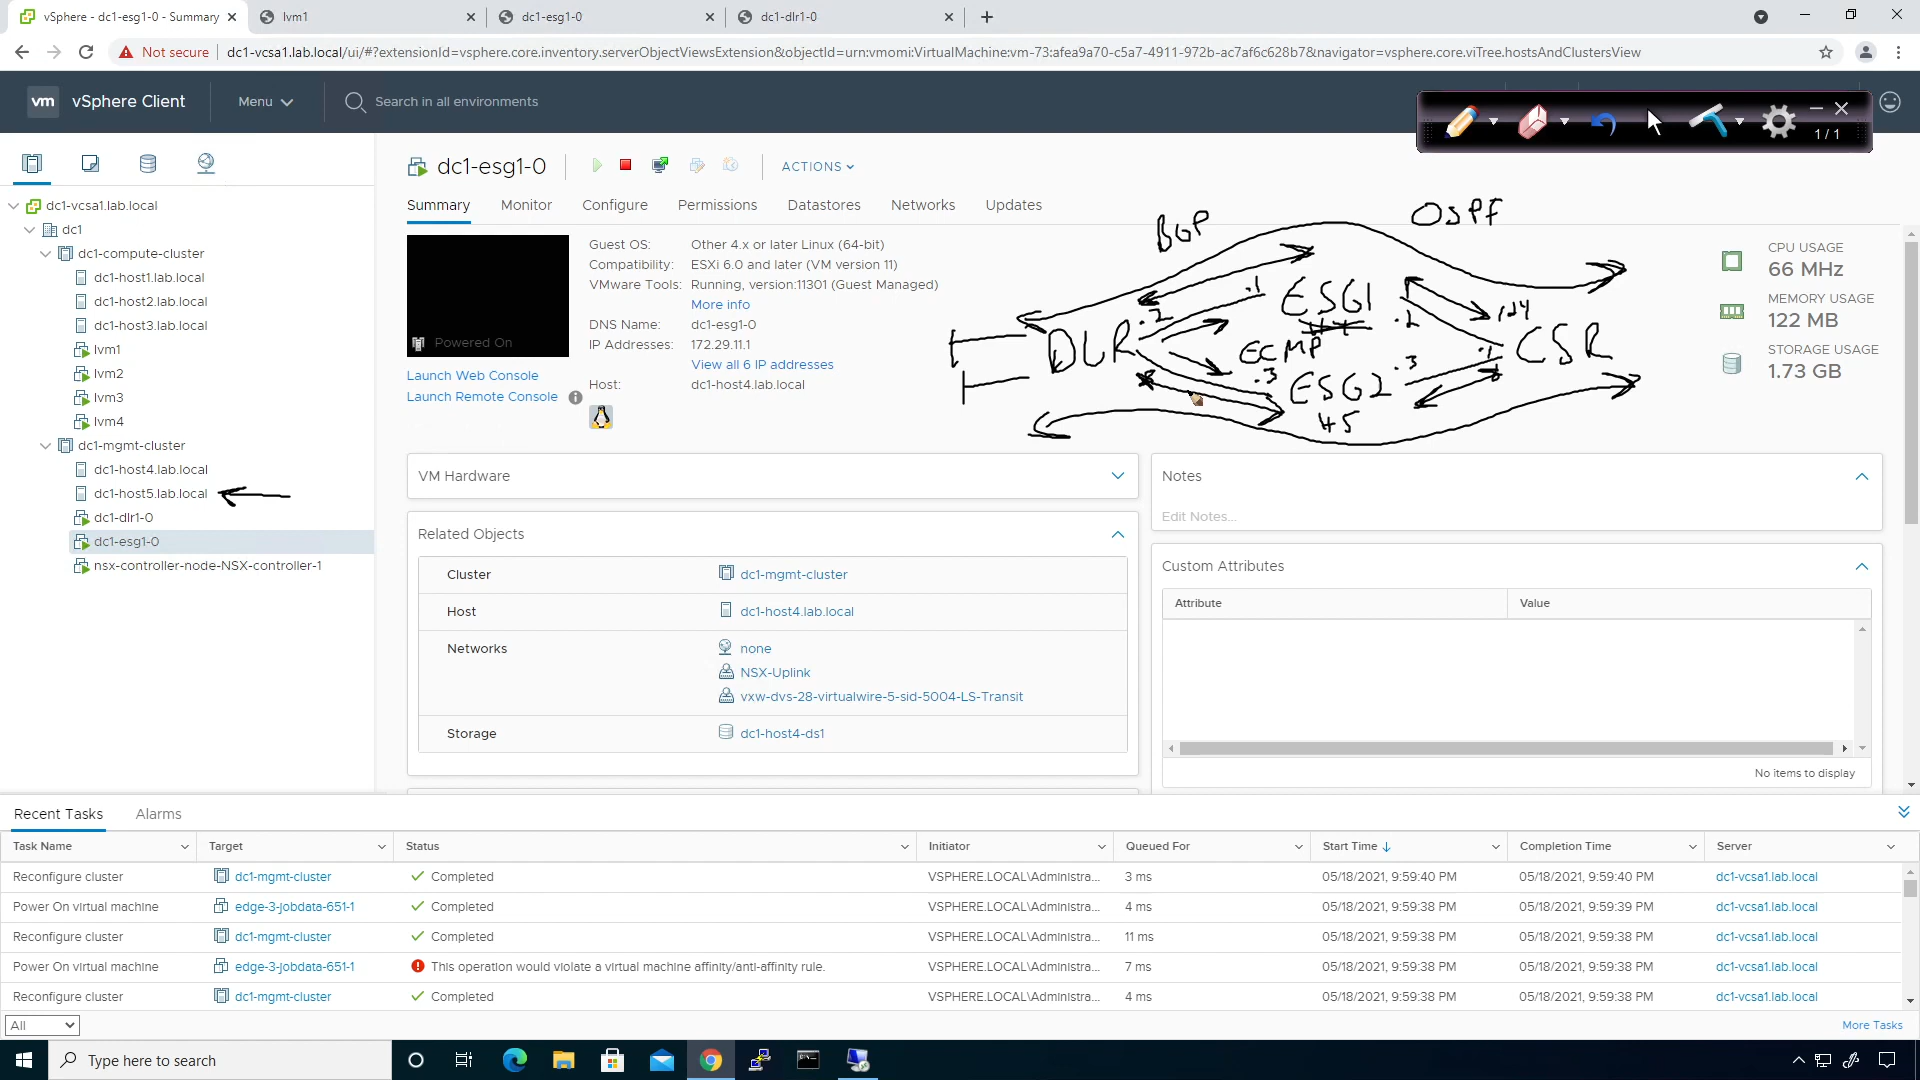 vSphere - dc1-esg1-0 - Summary
lvm1
dc1-esg1-0
dc1-dlr1-0
Not secure
dc1-vcsa1.lab.local/ui/#?extensionId=vsphere.core.inventory.serverObjectViewsExtension&objectId=urn:vmomi:VirtualMachine:vm-73:afea9a70-c5a7-4911-972b-ac7af6c628b7&navigator=vsphere.core.viTree.hostsAndClustersView
vm vSphere Client
Menu
Search in all environments
1 / 1
dc1-vcsa1.lab.local
dc1
dc1-compute-cluster
dc1-host1.lab.local
dc1-host2.lab.local
dc1-host3.lab.local
lvm1
lvm2
lvm3
lvm4
dc1-mgmt-cluster
dc1-host4.lab.local
dc1-host5.lab.local
dc1-dlr1-0
dc1-esg1-0
nsx-controller-node-NSX-controller-1
dc1-esg1-0
ACTIONS
Summary Monitor Configure Permissions Datastores Networks Updates
Powered On
Launch Web Console
Launch Remote Console
Guest OS: Other 4.x or later Linux (64-bit)
Compatibility: ESXi 6.0 and later (VM version 11)
VMware Tools: Running, version:11301 (Guest Managed)
More info
DNS Name: dc1-esg1-0
IP Addresses: 172.29.11.1
View all 6 IP addresses
Host: dc1-host4.lab.local
BGP
OSPF
.1
ESG1
.2
.2
.1/24
DLR
ECMP
.1
CSR
.3
ESG2
.3
45
CPU USAGE
66 MHz
MEMORY USAGE
122 MB
STORAGE USAGE
1.73 GB
VM Hardware
Related Objects
Cluster dc1-mgmt-cluster
Host dc1-host4.lab.local
Networks none
NSX-Uplink
vxw-dvs-28-virtualwire-5-sid-5004-LS-Transit
Storage dc1-host4-ds1
Notes
Edit Notes...
Custom Attributes
Attribute Value
No items to display
Recent Tasks Alarms
Task Name Target Status Initiator Queued For Start Time Completion Time Server
Reconfigure cluster dc1-mgmt-cluster Completed VSPHERE.LOCAL\Administra... 3 ms 05/18/2021, 9:59:40 PM 05/18/2021, 9:59:40 PM dc1-vcsa1.lab.local
Power On virtual machine edge-3-jobdata-651-1 Completed VSPHERE.LOCAL\Administra... 4 ms 05/18/2021, 9:59:38 PM 05/18/2021, 9:59:39 PM dc1-vcsa1.lab.local
Reconfigure cluster dc1-mgmt-cluster Completed VSPHERE.LOCAL\Administra... 11 ms 05/18/2021, 9:59:38 PM 05/18/2021, 9:59:38 PM dc1-vcsa1.lab.local
Power On virtual machine edge-3-jobdata-651-1 This operation would violate a virtual machine affinity/anti-affinity rule. VSPHERE.LOCAL\Administra... 7 ms 05/18/2021, 9:59:38 PM 05/18/2021, 9:59:38 PM dc1-vcsa1.lab.local
Reconfigure cluster dc1-mgmt-cluster Completed VSPHERE.LOCAL\Administra... 4 ms 05/18/2021, 9:59:38 PM 05/18/2021, 9:59:38 PM dc1-vcsa1.lab.local
All
More Tasks
Type here to search